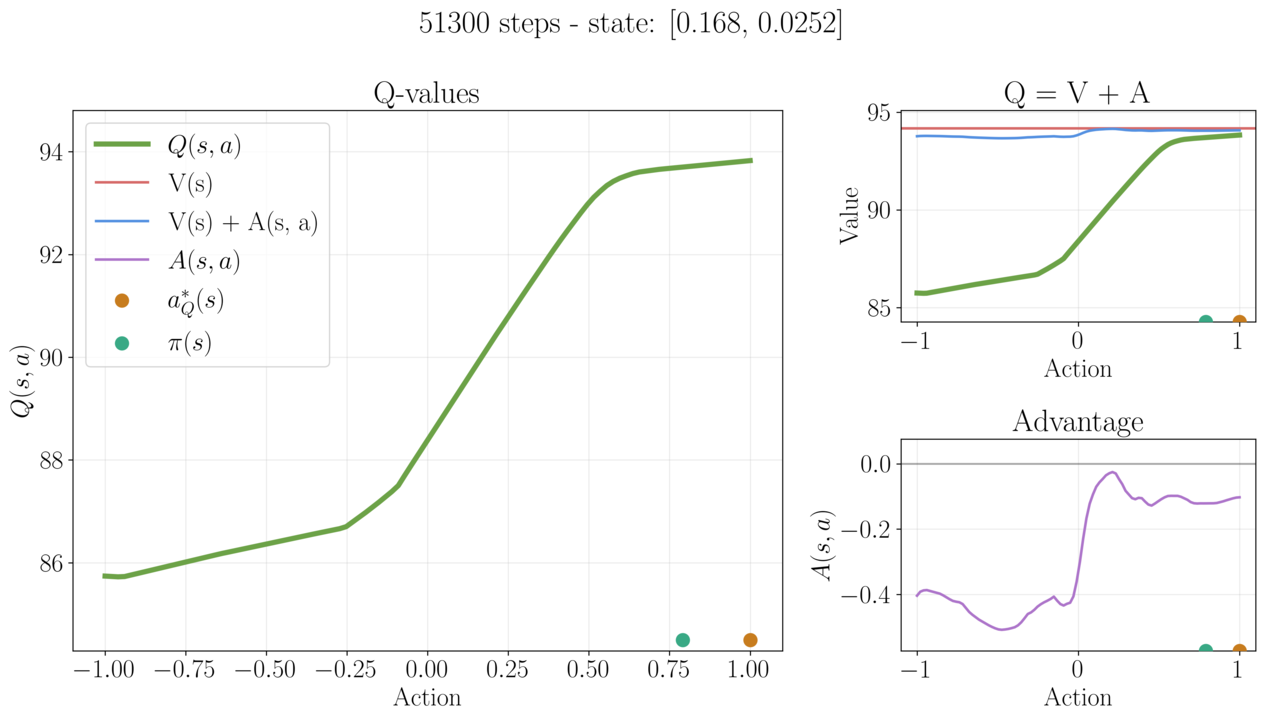 51300 steps - state: [0.168, 0.0252]
Q-values
Q(s, a)
94
92
90
88
86
Q(s, a)
V(s)
V(s) + A(s, a)
A(s, a)
a*_Q(s)
π(s)
−1.00 −0.75 −0.50 −0.25 0.00 0.25 0.50 0.75 1.00
Action
Q = V + A
Value
95
90
85
−1 0 1
Action
Advantage
A(s, a)
0.0
−0.2
−0.4
−1 0 1
Action